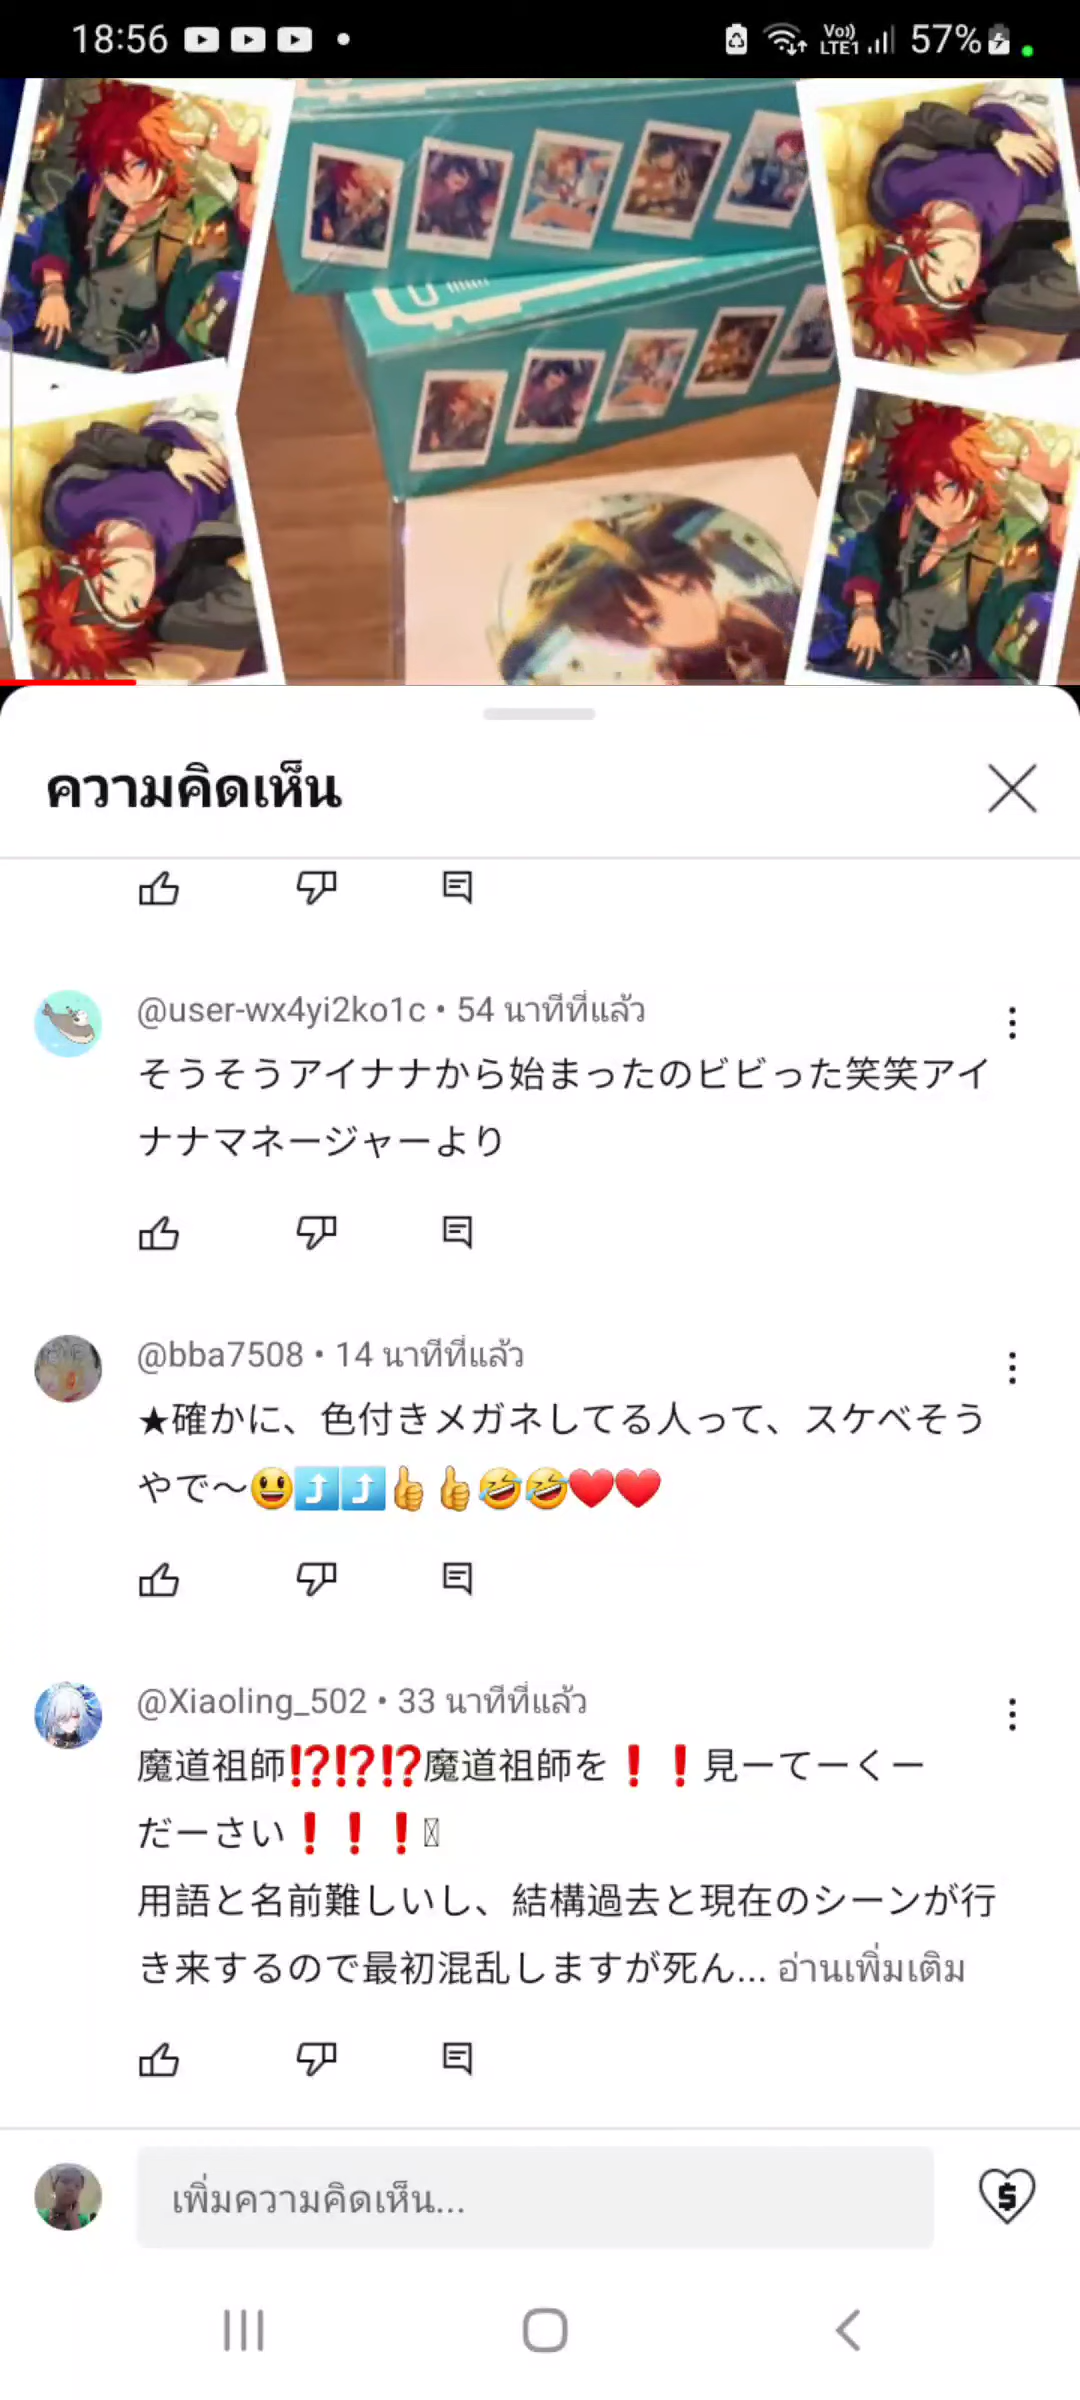 18:56
Vo))
LTE1
57%
ความคิดเห็น
@user-wx4yi2ko1c • 54 นาทีที่แล้ว
そうそうアイナナから始まったのビビった笑笑アイ
ナナマネージャーより
@bba7508 • 14 นาทีที่แล้ว
★確かに、色付きメガネしてる人って、スケベそう
やで〜😃⤴️⤴️👍👍🤣🤣❤️❤️
@Xiaoling_502 • 33 นาทีที่แล้ว
魔道祖師⁉️⁉️⁉️魔道祖師を❗❗見ーてーくー
だーさい❗❗❗
用語と名前難しいし、結構過去と現在のシーンが行
き来するので最初混乱しますが死ん... อ่านเพิ่มเติม
เพิ่มความคิดเห็น...